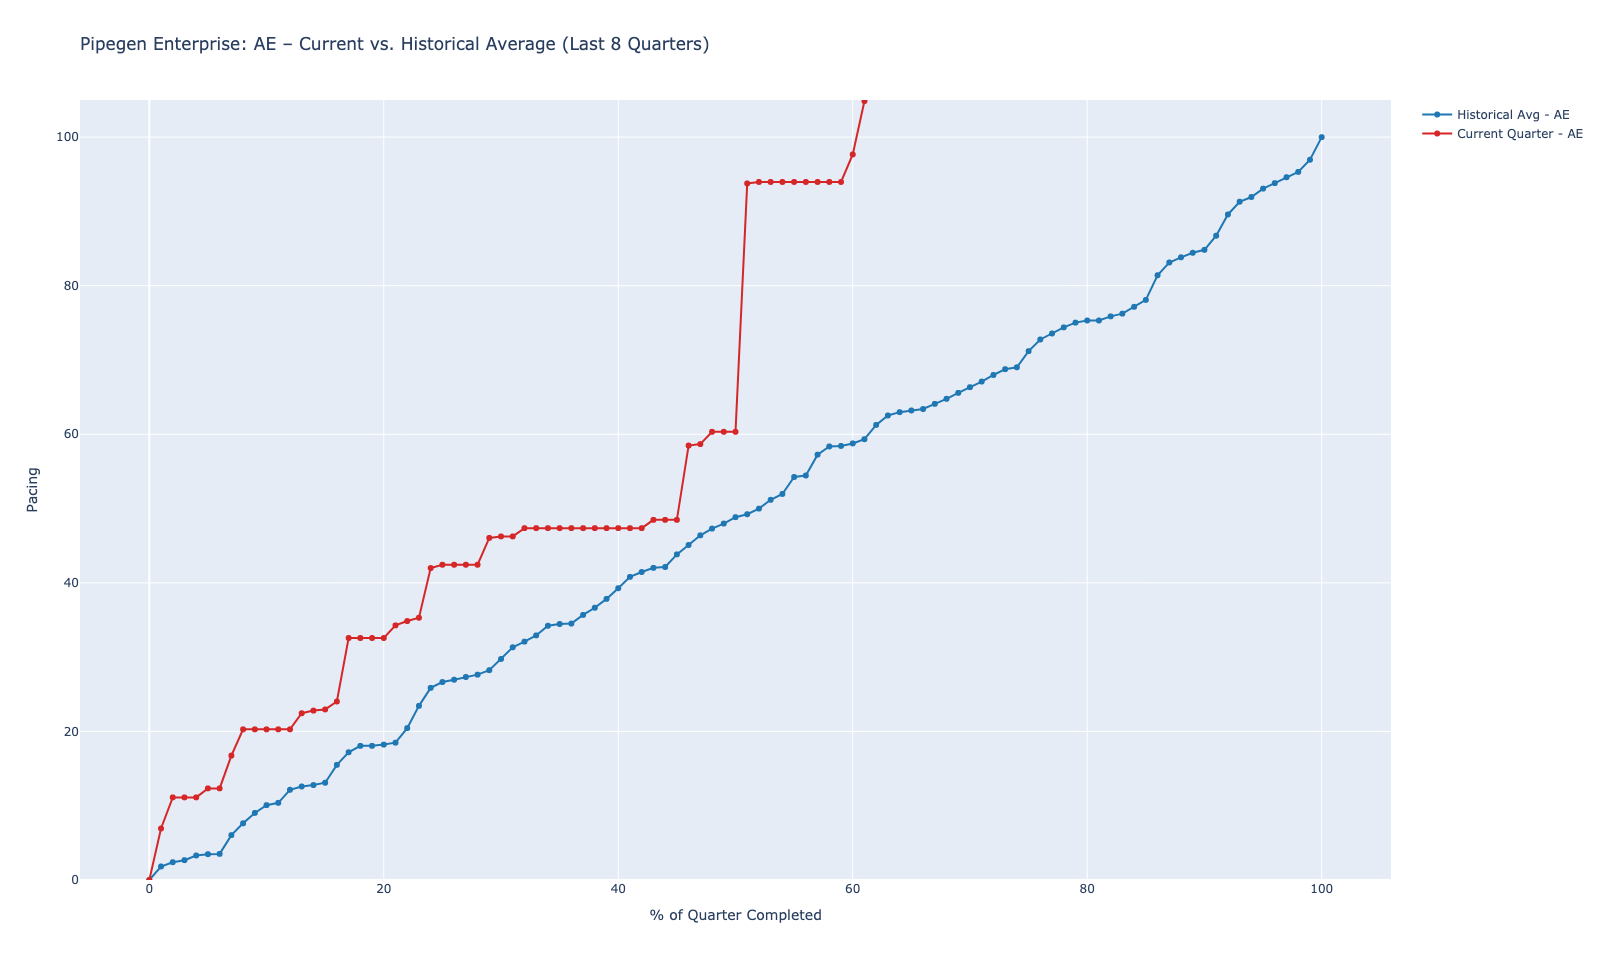 Pipegen Enterprise: AE – Current vs. Historical Average (Last 8 Quarters)
Historical Avg - AE
Current Quarter - AE
100
80
60
40
20
0
Pacing
0
20
40
60
80
100
% of Quarter Completed